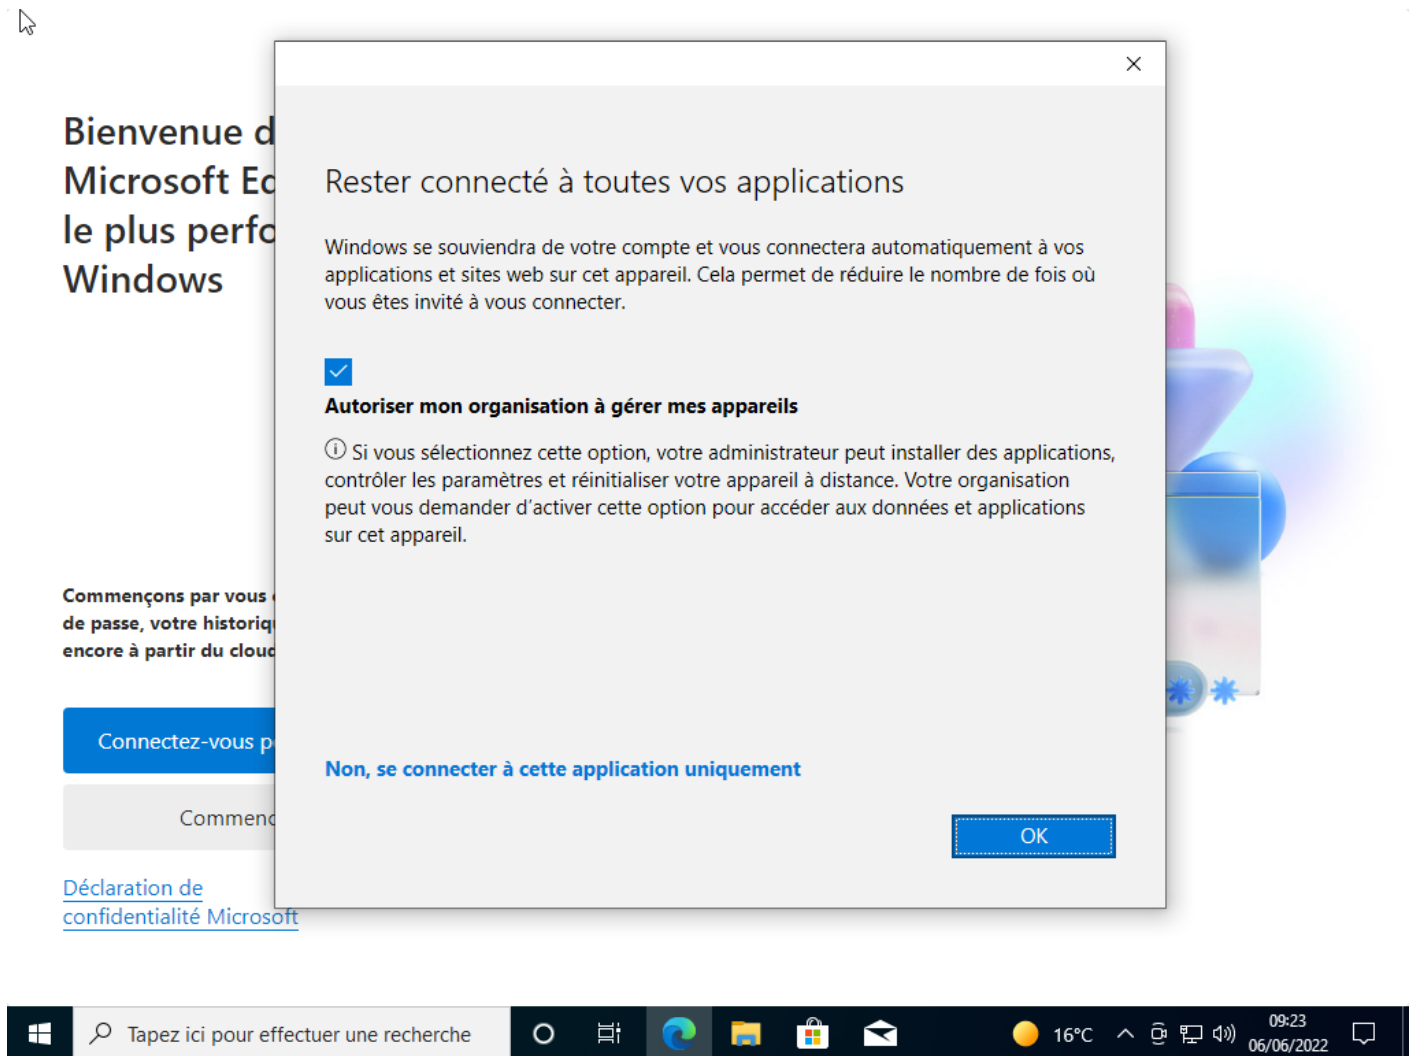 Bienvenue d
Microsoft Ed
le plus perfo
Windows
Rester connecté à toutes vos applications
Windows se souviendra de votre compte et vous connectera automatiquement à vos
applications et sites web sur cet appareil. Cela permet de réduire le nombre de fois où
vous êtes invité à vous connecter.
Autoriser mon organisation à gérer mes appareils
Si vous sélectionnez cette option, votre administrateur peut installer des applications,
contrôler les paramètres et réinitialiser votre appareil à distance. Votre organisation
peut vous demander d'activer cette option pour accéder aux données et applications
sur cet appareil.
Commençons par vous
de passe, votre historiqu
encore à partir du cloud
Non, se connecter à cette application uniquement
OK
Connectez-vous p
Commenc
Déclaration de
confidentialité Microsoft
Tapez ici pour effectuer une recherche
16°C
09:23
06/06/2022